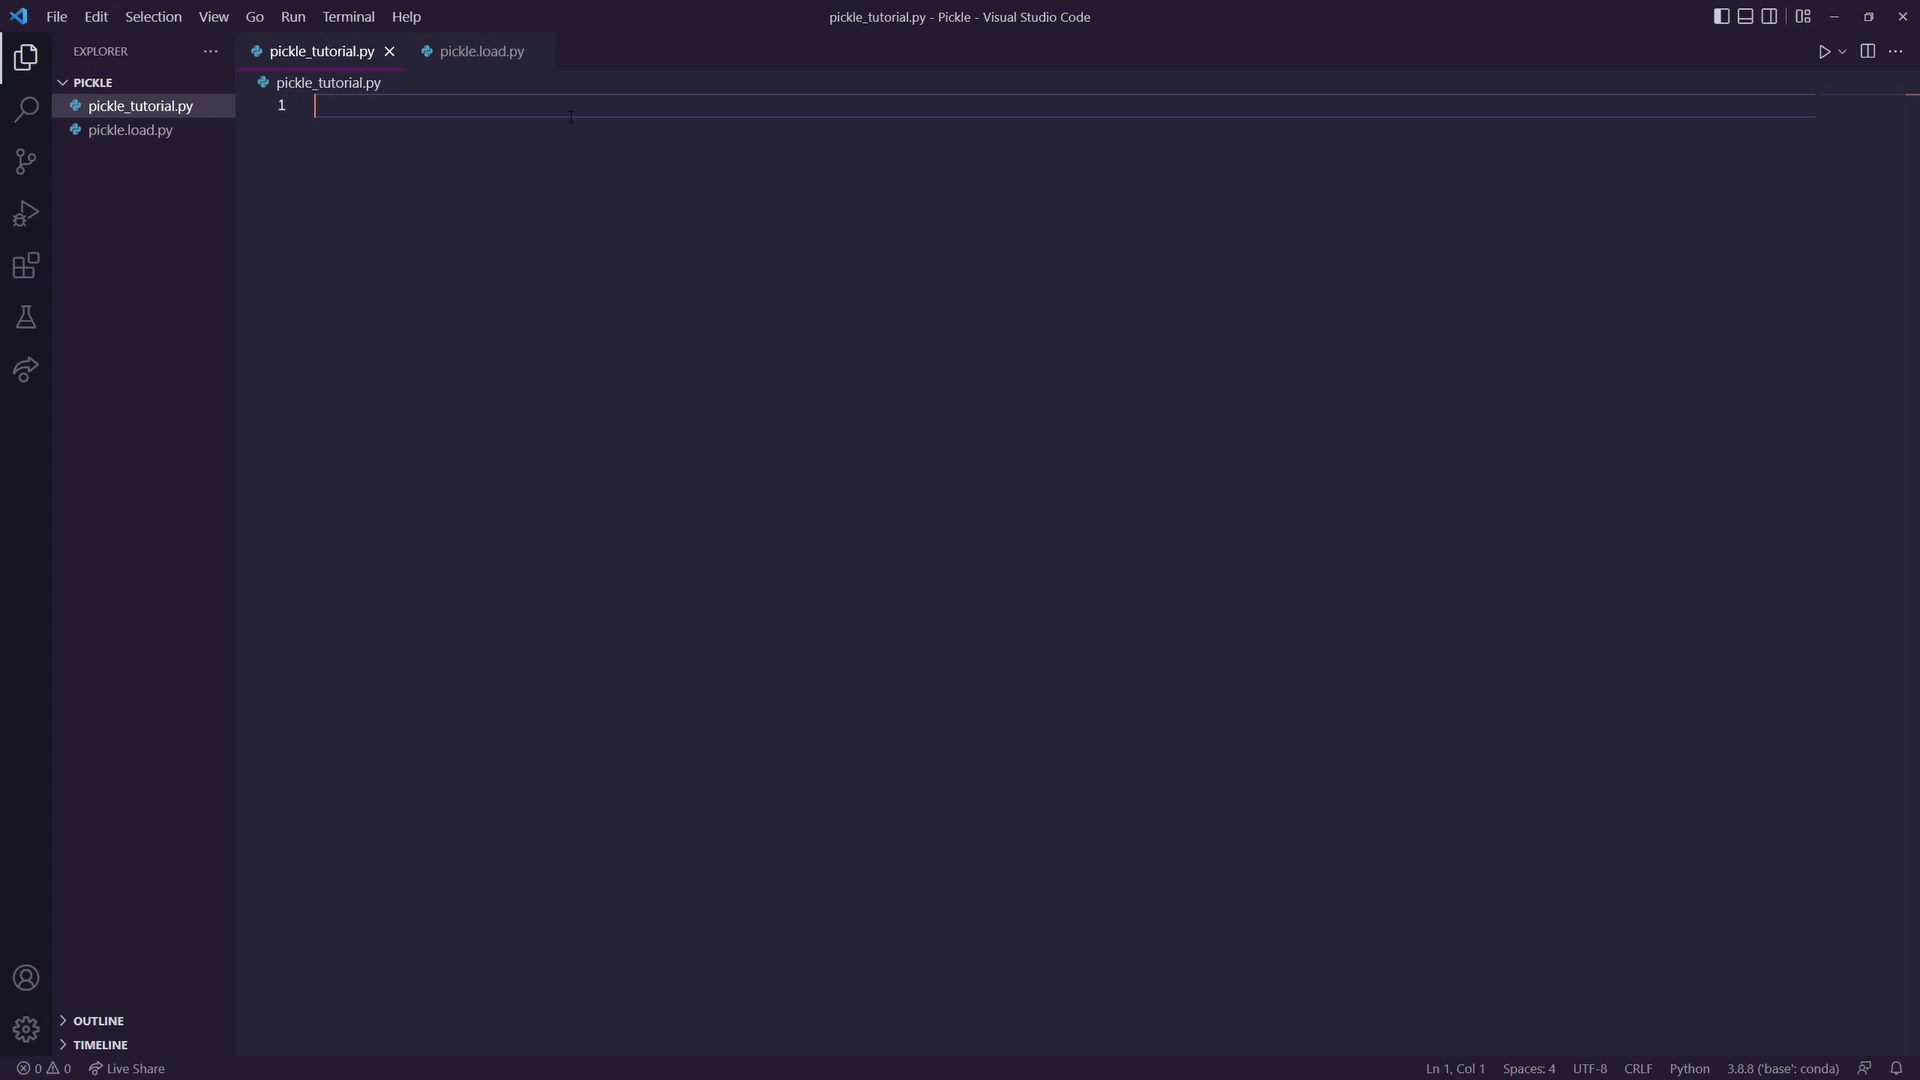 File Edit Selection View Go Run Terminal Help
pickle_tutorial.py - Pickle - Visual Studio Code
EXPLORER
PICKLE
pickle_tutorial.py
pickle.load.py
OUTLINE
TIMELINE
pickle_tutorial.py
pickle.load.py
pickle_tutorial.py
1
0 0 Live Share
Ln 1, Col 1 Spaces: 4 UTF-8 CRLF Python 3.8.8 ('base': conda)